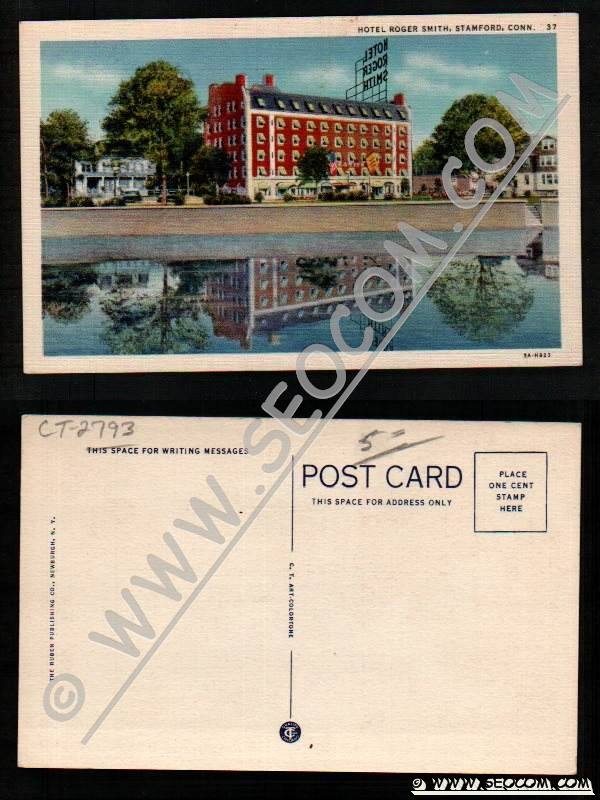 HOTEL ROGER SMITH, STAMFORD, CONN. 37
HOTEL
ROGER
SMITH
5A-H823
© WWW.SEOCOM.COM
CT-2793
5=
THIS SPACE FOR WRITING MESSAGES
POST CARD
THIS SPACE FOR ADDRESS ONLY
PLACE
ONE CENT
STAMP
HERE
THE RUBEN PUBLISHING CO., NEWBURGH, N. Y.
C. T. ART-COLORTONE
© WWW.SEOCOM.COM